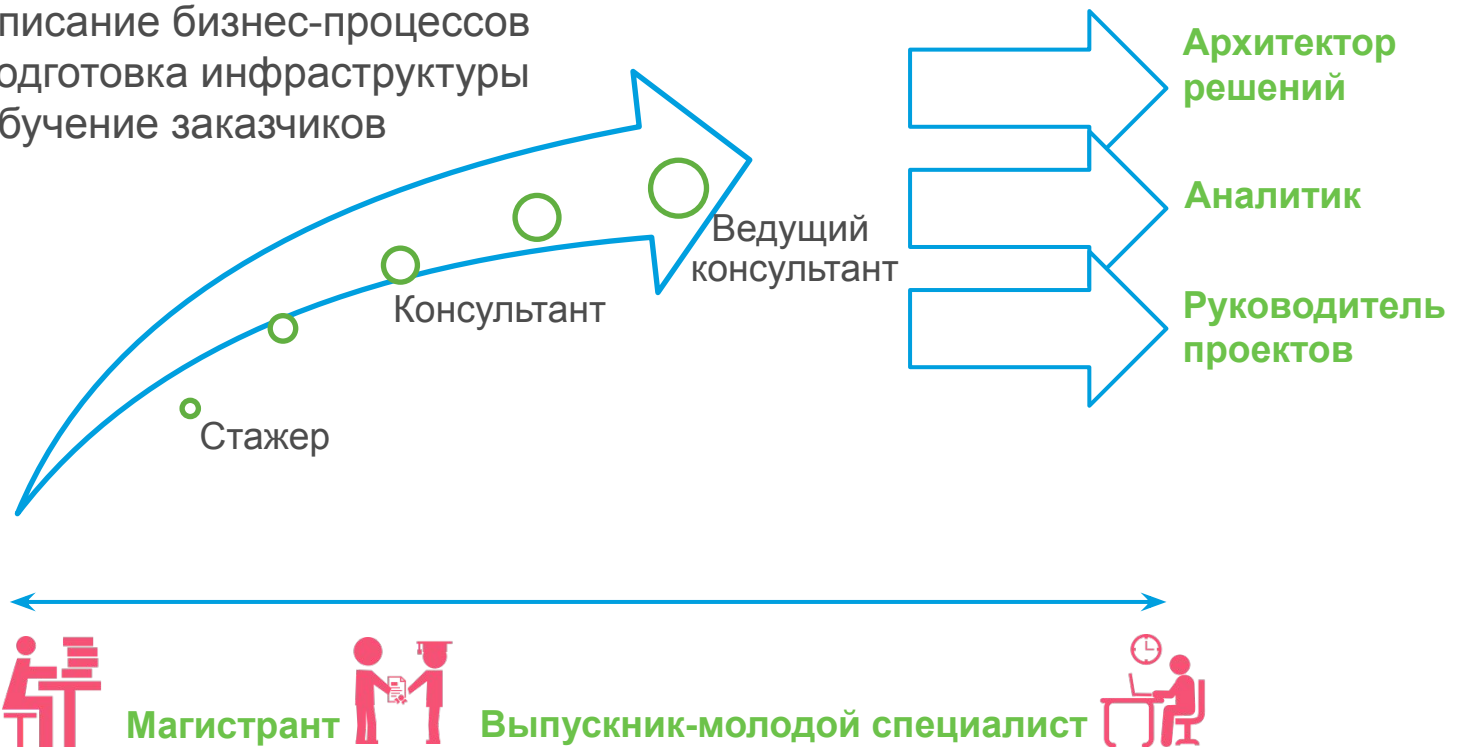 писание бизнес-процессов
одготовка инфраструктуры
бучение заказчиков
Архитектор
решений
Аналитик
Ведущий
консультант
Консультант
Руководитель
проектов
Стажер
Магистрант
Выпускник-молодой специалист